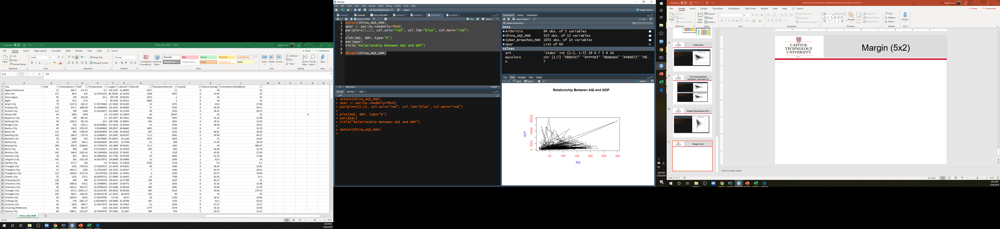 AutoSave Off China_AQI_MAR - Excel Mark Russo
File Home Insert Page Layout Formulas Data Review View Help Search Share Comments
Paste Cut Copy Format Painter Calibri 11 Wrap Text Merge & Center General
Conditional Formatting Format as Table Normal Bad Good Neutral Calculation
Check Cell Explanatory ... Input Linked Cell Note
Insert Delete Format AutoSum Fill Clear Sort & Filter Find & Select Ideas
Clipboard Font Alignment Number Styles Cells Editing Ideas
B18 296
A B C D E F G H I J K L M N O P Q R
City AQI Precipitation GDP Temperature Longit Latitud Altitude PopulationDensity Coastal GreenCoverag Incineration(10,000ton)
Ngawa Prefecture 23 665.1 271.13 8.2 102.2247 31.89941 2617 11 0 36 23
Aksu City 137 80.4 610 12.27671233 80.26338 41.16754 1108 6547 0 33.94 23
Alxa League 85 150 322.58 24.2 105.729 38.85192 1673 1 0 36 23
Ngari 28 74.2 37.4 1 80.1058 32.50111 4280 1 0 36 23
Anqin City 79 2127.8 1613.2 17.29178082 117.0344 30.51265 13 2271 0 45.8 27.48
Anyang City 110 672.1 1884.48 15.35068493 114.3501 36.09685 71 4735 0 36.28 54.51
Anshan City 111 708 2326 11.41232877 122.9844 41.11526 49 2534 0 38.25 58.13
Macao SAR 44 2000 3358 22 113.5439 22.19874 40 20547 1 41 22 A
Bayannur City 53 188 887.43 3.7 107.3877 40.74321 1042 5093 0 35.12 15.98
Bazhong City 58 1198.9 501.34 16.9 106.7548 31.84901 443 2653 0 39.11 15.09
Bengbu City 96 910 1253.1 16.01369863 117.3614 32.93924 25 2599 0 38.48 29.61
Baotou City 45 262.9 3781.93 8.91369863 109.8517 40.66642 1065 2130 0 37 52.29
Baoji City 111 695 1788.59 14.83424658 107.1384 34.38229 567 5352 0 40.61 36.54
Baoding City 220 566.9 2757.8 13.25890411 115.5002 38.85707 17.2 4565 0 30.96 49.27
Baoshan City 56 1000 552 17.39178082 99.16872 25.1168 1673 4529 0 31 10.95
Beihai City 23 1670 892.1 24.61643836 109.1192 21.4798 21 458 1 27.45 24.74
Beijing City 296 458.9 22968.6 13.77260274 116.3809 39.92361 31.2 1292 0 34 686.67
Benxi City 63 900 1160 9.271232877 123.7645 41.28759 100 602 0 44.88 31.76
Binzhou City 142 564.8 2355.33 14.11643836 118.0218 37.36781 9 1110 0 42.92 27.99
Haozhou City 59 831 942.6 10.58695652 115.7709 33.87929 39 3693 0 41.32 17.66
Cangzhiu City 105 581 3133.38 14.30273973 116.8608 38.30884 12 3169 1 42.9 24
Qamdo City 31 477.7 136 7.6 97.18152 31.13818 3230 5714 0 7.6 3.5
Changde City 69 1550 2709.02 17.93287671 111.6876 29.03821 38 2366 0 36.26 26.81
Changshu City 51 1615.3 2100 17.27534247 120.7525 31.65437 7 1200 0 42.37 28.61
Changzhou City 116 1450.9 5273.15 16.9739726 119.9503 31.78393 3 2399 0 42.47 76.48
Chaohu City 22 1215 273.1 16.82876712 117.8904 31.62452 13 7708 0 42.93 13.5
Chaoyang City 224 450 780 13.72739726 120.4515 41.57786 168 1022 0 40.57 33
Chaozhou City 106 1685.8 910.1 23.19589041 116.6367 23.66771 18 3503 0 32.16 51.94
Chenzhou City 49 1452.1 2012.07 19.67808219 113.0286 25.80229 189 1081 0 39.56 21.78
Chengdu City 118 873.3 10912.17 18.22191781 104.0818 30.66106 485 6116 0 39.84 273.55
Chengde City 195 440.5 1342.55 10.08219178 117.9223 40.9676 325 89 0 33 30
Chizhou City 40 1959.4 530.6 17.30547945 117.48 30.67 18 1199 0 36.51 14.06
Chifeng City 91 374 1861.27 8.434246575 118.9498 42.26798 587 1754 0 42.2 42.03
Chuzhou City 63 1035 1305.7 15.50273973 118.3012 32.31653 31 1456 0 47.17 12.57
Chuxiong Prefecture 44 900 762.97 14.8 101.5281 25.04553 1777 5574 0 36.15 10.95
Dazhou City 86 1086.1 1353.67 18.75205479 107.5003 31.2247 306 974 0 29.57 23.12
China_AQI_MAR
Ready 100%
2:05 PM
5/26/2019
RStudio
File Edit Code View Plots Session Build Debug Profile Tools Help
Go to file/function Addins Project: (None)
Untitled5* Untitled6 China_AQI_MAR Untitled7* Untitled8* Untitled10* Untitled9*
Source on Save Run Source
1 attach(China_AQI_MAR)
2 opar <- par(no.readonly=TRUE)
3 par(pin=c(5,2), col.axis="red", col.lab="blue", col.main="red")
4
5 plot(AQI, GDP, type="b")
6 par(opar)
7 title("Relationship Between AQI and GDP")
8
9 detach(China_AQI_MAR)
1:1 (Top Level) R Script
Console Terminal Jobs
~/
> attach(China_AQI_MAR)
> opar <- par(no.readonly=TRUE)
> par(pin=c(5,2), col.axis="red", col.lab="blue", col.main="red")
>
> plot(AQI, GDP, type="b")
> par(opar)
> title("Relationship Between AQI and GDP")
>
> detach(China_AQI_MAR)
>
Environment History Connections
Import Dataset List
Global Environment
Data
Arthritis 84 obs. of 5 variables
China_AQI_MAR 323 obs. of 12 variables
Cyber_Breaches_MAR 1055 obs. of 14 variables
opar List of 66
Values
art 'xtabs' int [1:2, 1:3] 19 6 7 5 6 16
mycolors chr [1:7] "#8DD3C7" "#FFFFB3" "#BEBADA" "#FB8072" "#8...
n 7
Files Plots Packages Help Viewer
Zoom Export Publish
Relationship Between AQI and GDP
GDP
0 5000 15000 25000
50 100 150 200 250 300
AQI
2:05 PM
5/26/2019
AutoSave Off Homework_Presentation_Graphing_Mark Russo_Week 3 version 2 Mark Russo
File Home Insert Design Transitions Animations Slide Show Review View Help Search Share Comments
Paste Cut Copy Format Painter New Slide Layout Reset Section
Text Direction Align Text Convert to SmartArt
Arrange Quick Styles Shape Fill Shape Outline Shape Effects Find Replace Select Dictate
Clipboard Slides Font Paragraph Drawing Editing Voice
14
Colors par()
15
Text Characteristics
font.lab=5, font.main=7))
16
Margin Dimensions (5x5")
17
Margin (5x2)
CAPITOL
TECHNOLOGY
UNIVERSITY
1927
Margin (5x2)
Click to add notes
Slide 17 of 17 Notes 104%
2:05 PM
5/26/2019